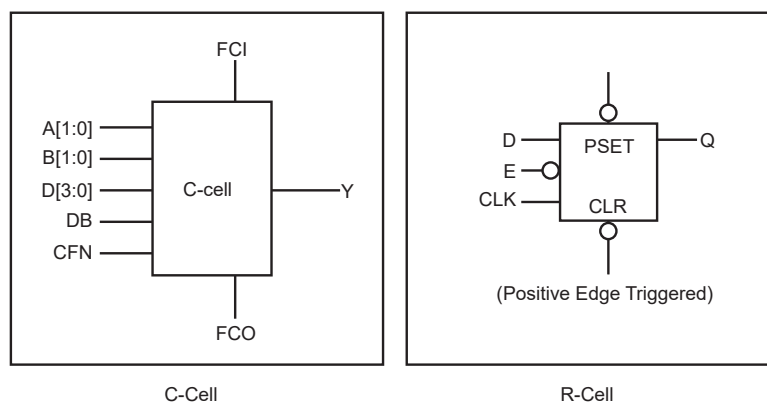 FCI
A[1:0]
B[1:0]
D[3:0]
DB
CFN
C-cell
Y
FCO
C-Cell
D
E
CLK
PSET
CLR
Q
(Positive Edge Triggered)
R-Cell